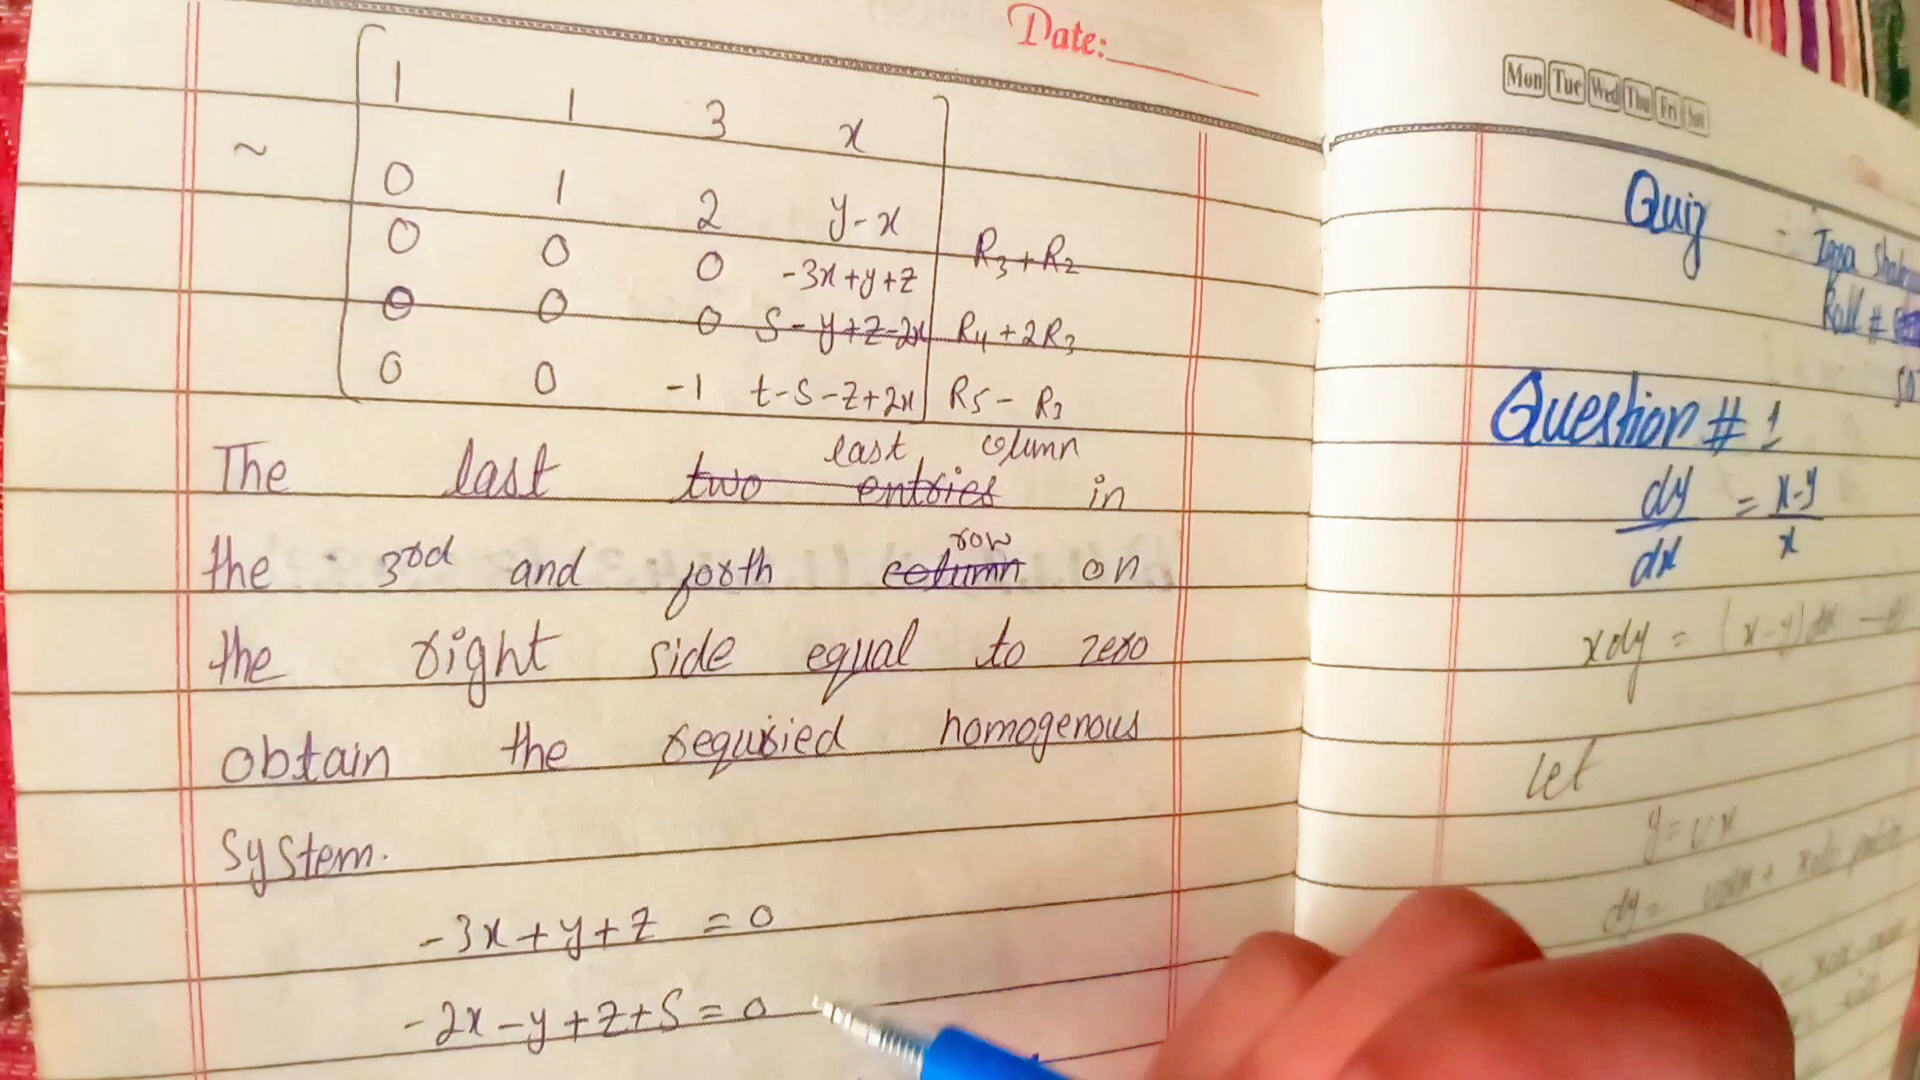 Date:
1 1 3 x
~
0 1 2 y-x
0 0 0 -3x+y+z R3+R2
0 0 0 S-y+z-2x R4+2R3
0 0 -1 t-S-z+2x R5-R3
last column
The last two entries in
row
the 3rd and forth column on
the right side equal to zero
obtain the requried homogenous
system.
-3x+y+z = 0
-2x-y+z+S=0
Mon Tue Wed Thu Fri Sat
Quiz
Roll #
Question # 1
dy/dx = x-y/x
xdy = (x-y)dx
let
y=vx
dy=